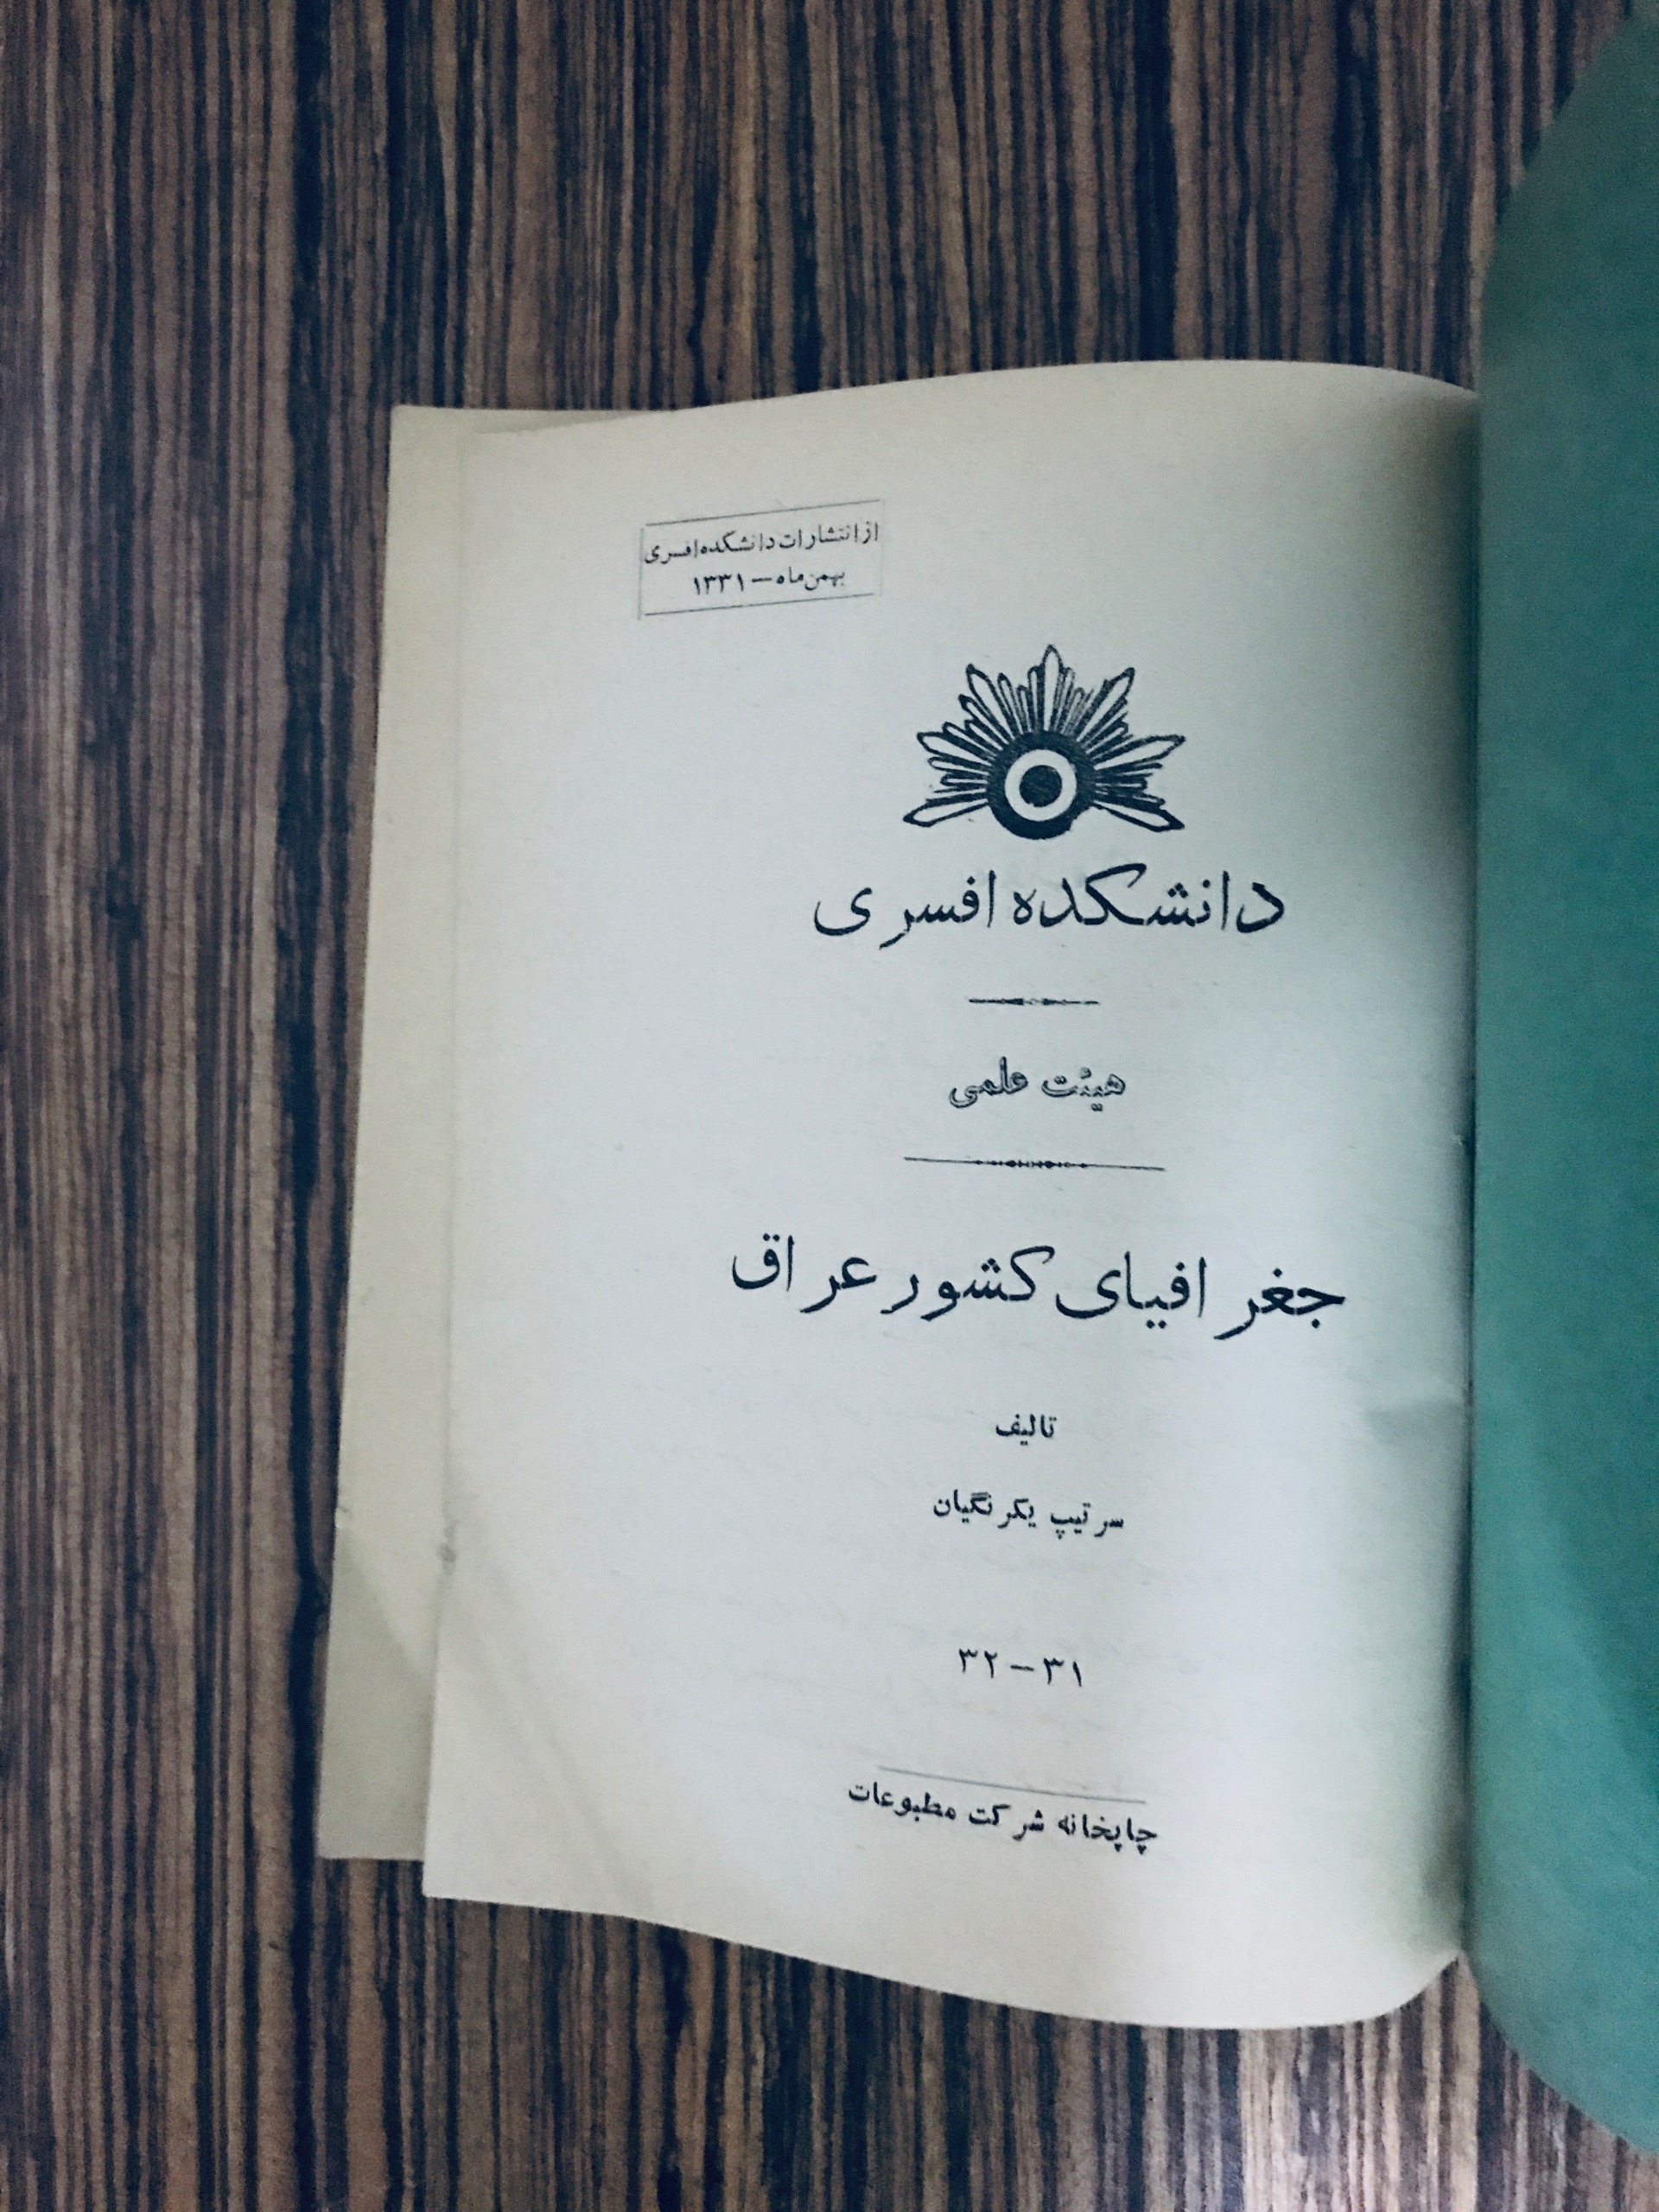 از انتشارات دانشکده افسری
بهمن ماه - ۱۳۳۱
دانشکده افسری
هیئت علمی
جغرافیای کشور عراق
تالیف
سرتیپ یکرنگیان
۳۱ - ۳۲
چاپخانه شرکت مطبوعات